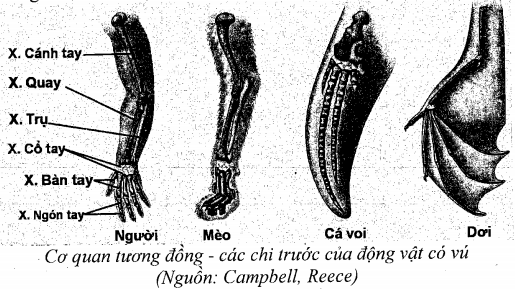 X. Cánh tay
X. Quay
X. Trụ
X. Cổ tay
X. Bàn tay
X. Ngón tay
Người Mèo Cá voi Dơi
Cơ quan tương đồng - các chi trước của động vật có vú
(Nguồn: Campbell, Reece)